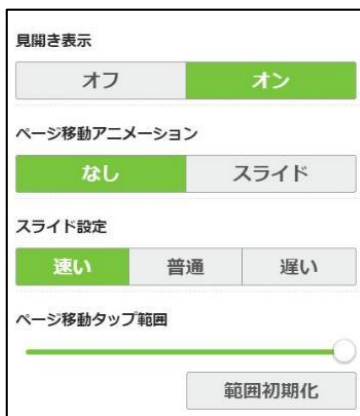 見開き表示
オフ オン
ページ移動アニメーション
なし スライド
スライド設定
速い 普通 遅い
ページ移動タップ範囲
範囲初期化